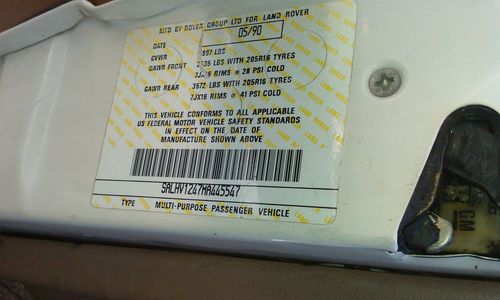 MFD BY ROVER GROUP LTD FOR LAND ROVER
DATE 05/90
GVWR 5997 LBS
GAWR FRONT LBS WITH 205R16 TYRES
7JX16 RIMS @ 28 PSI COLD
GAWR REAR 3572 LBS WITH 205R16 TYRES
7JX16 RIMS @ 41 PSI COLD
THIS VEHICLE CONFORMS TO ALL APPLICABLE
US FEDERAL MOTOR VEHICLE SAFETY STANDARDS
IN EFFECT ON THE DATE OF
MANUFACTURE SHOWN ABOVE
SALHV1247MA445547
TYPE MULTI-PURPOSE PASSENGER VEHICLE
GM